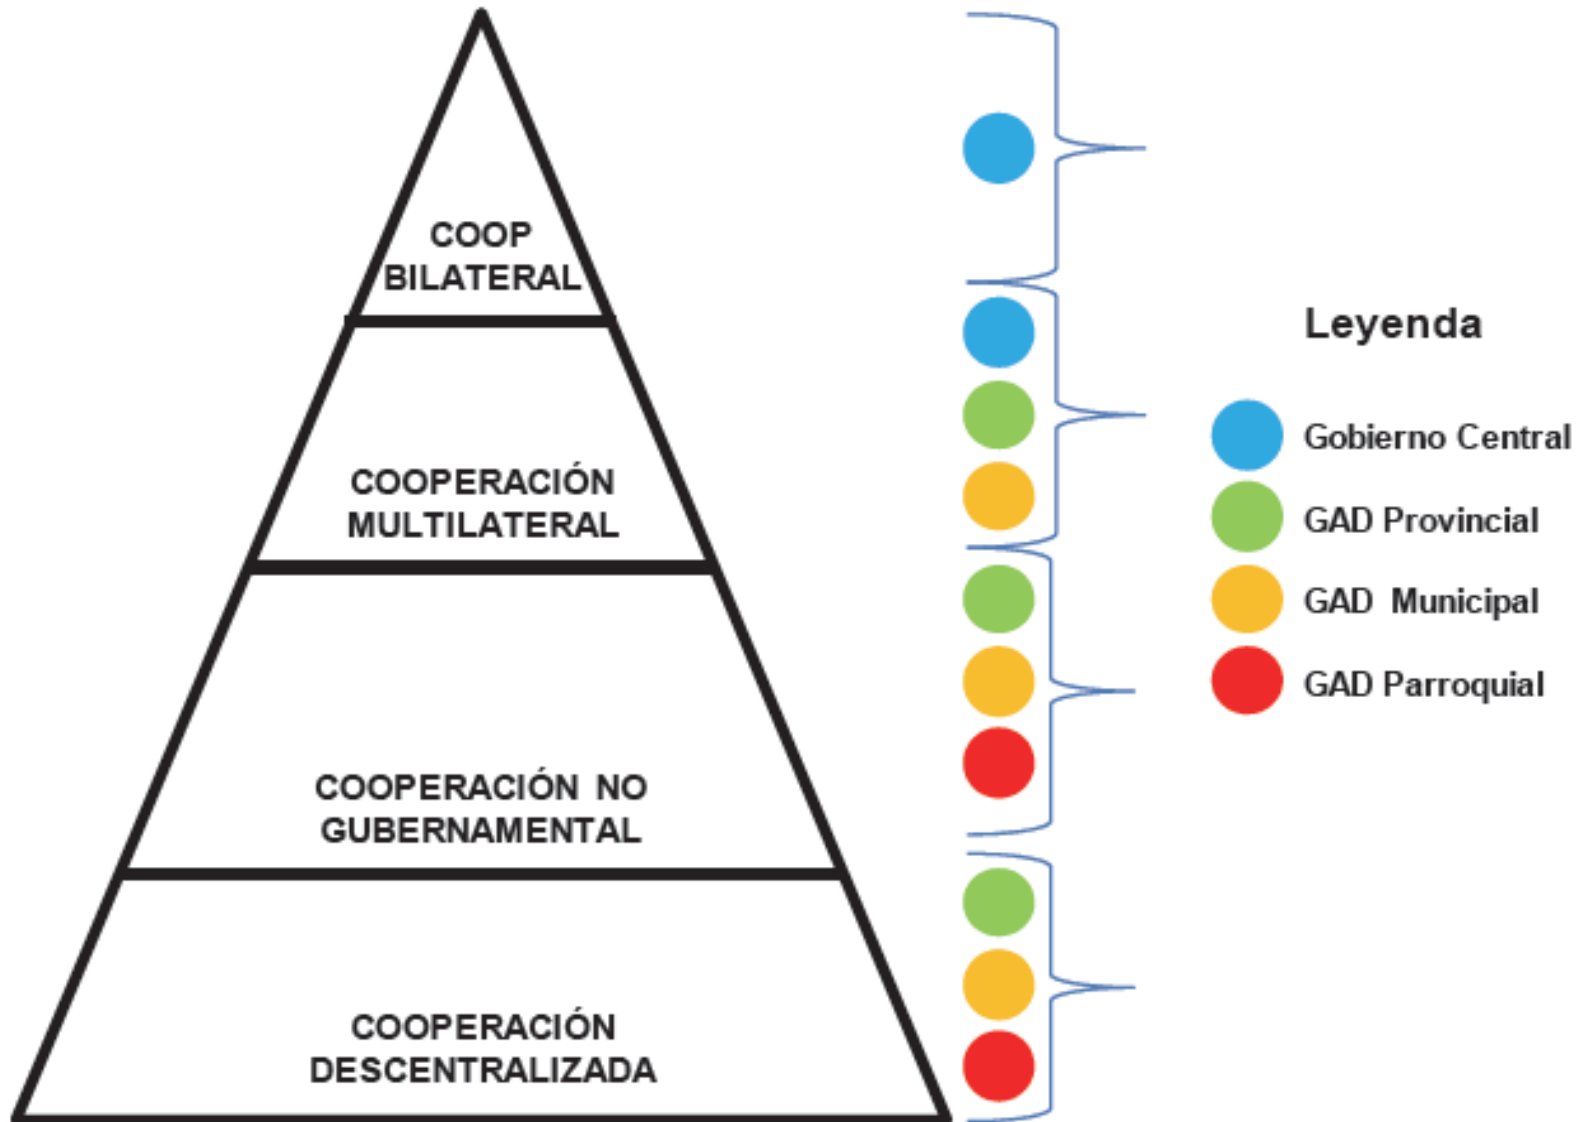 COOP
BILATERAL
COOPERACIÓN
MULTILATERAL
COOPERACIÓN NO
GUBERNAMENTAL
COOPERACIÓN
DESCENTRALIZADA
Leyenda
Gobierno Central
GAD Provincial
GAD Municipal
GAD Parroquial